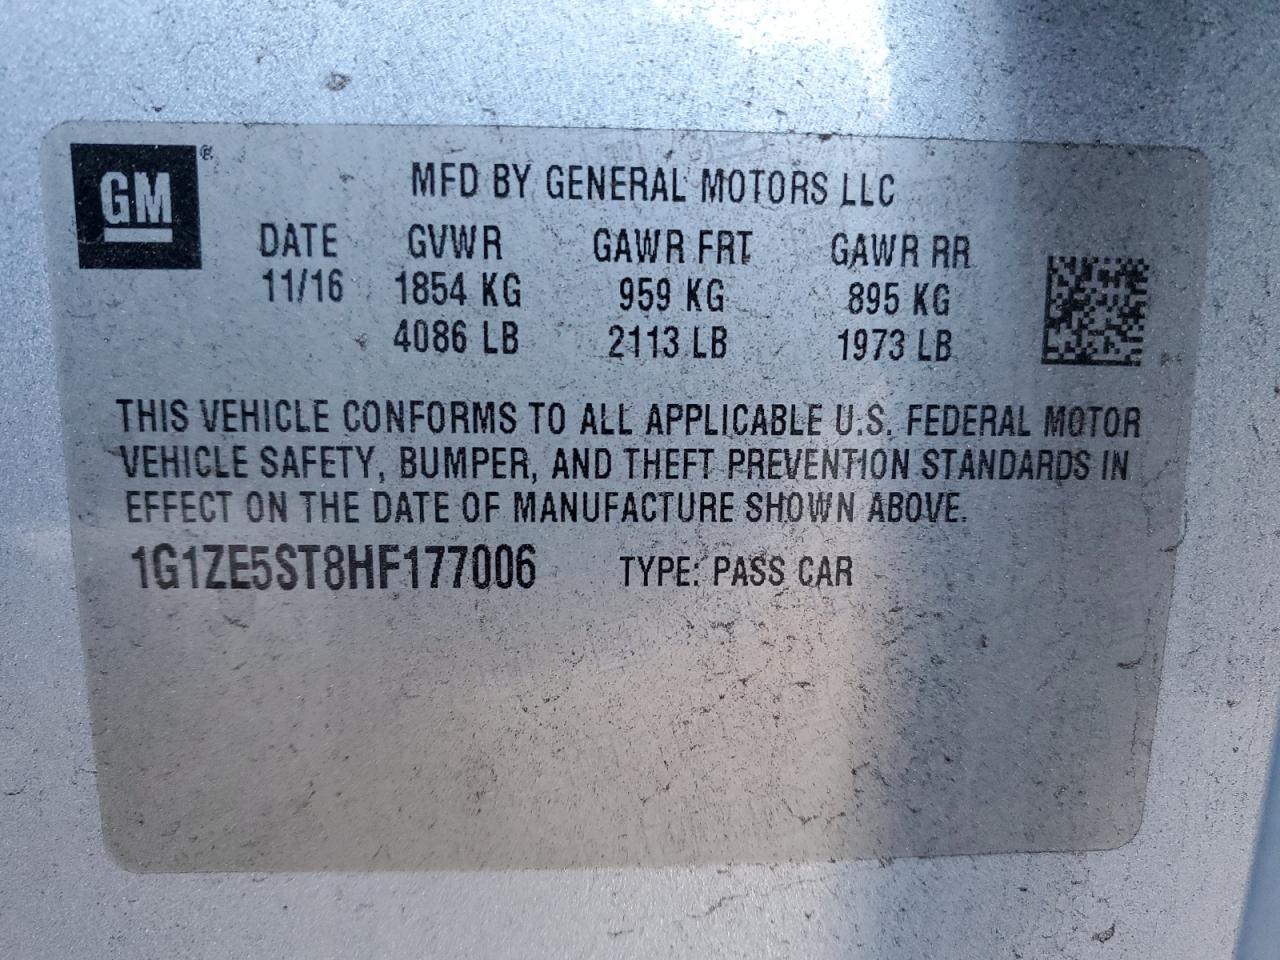 GM ®
MFD BY GENERAL MOTORS LLC
DATE GVWR GAWR FRT GAWR RR
11/16 1854 KG 959 KG 895 KG
4086 LB 2113 LB 1973 LB
THIS VEHICLE CONFORMS TO ALL APPLICABLE U.S. FEDERAL MOTOR
VEHICLE SAFETY, BUMPER, AND THEFT PREVENTION STANDARDS IN
EFFECT ON THE DATE OF MANUFACTURE SHOWN ABOVE.
1G1ZE5ST8HF177006 TYPE: PASS CAR